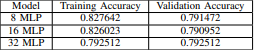 Model Training Accuracy Validation Accuracy
8 MLP 0.827642 0.791472
16 MLP 0.826023 0.790952
32 MLP 0.792512 0.792512